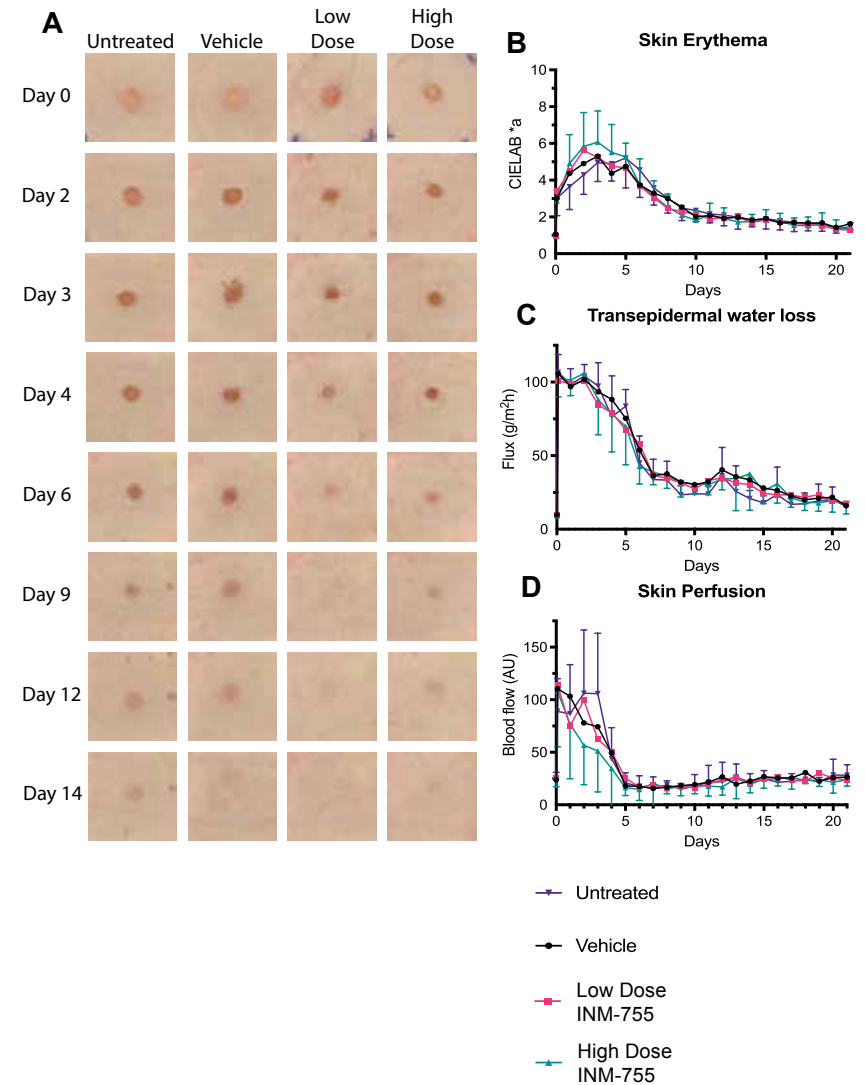 A
Untreated Vehicle Low Dose High Dose
Day 0
Day 2
Day 3
Day 4
Day 6
Day 9
Day 12
Day 14
B
Skin Erythema
CIELAB *a
10
8
6
4
2
0
0 5 10 15 20
Days
C
Transepidermal water loss
Flux (g/m²h)
100
50
0
0 5 10 15 20
Days
D
Skin Perfusion
Blood flow (AU)
150
100
50
0
0 5 10 15 20
Days
Untreated
Vehicle
Low Dose
INM-755
High Dose
INM-755